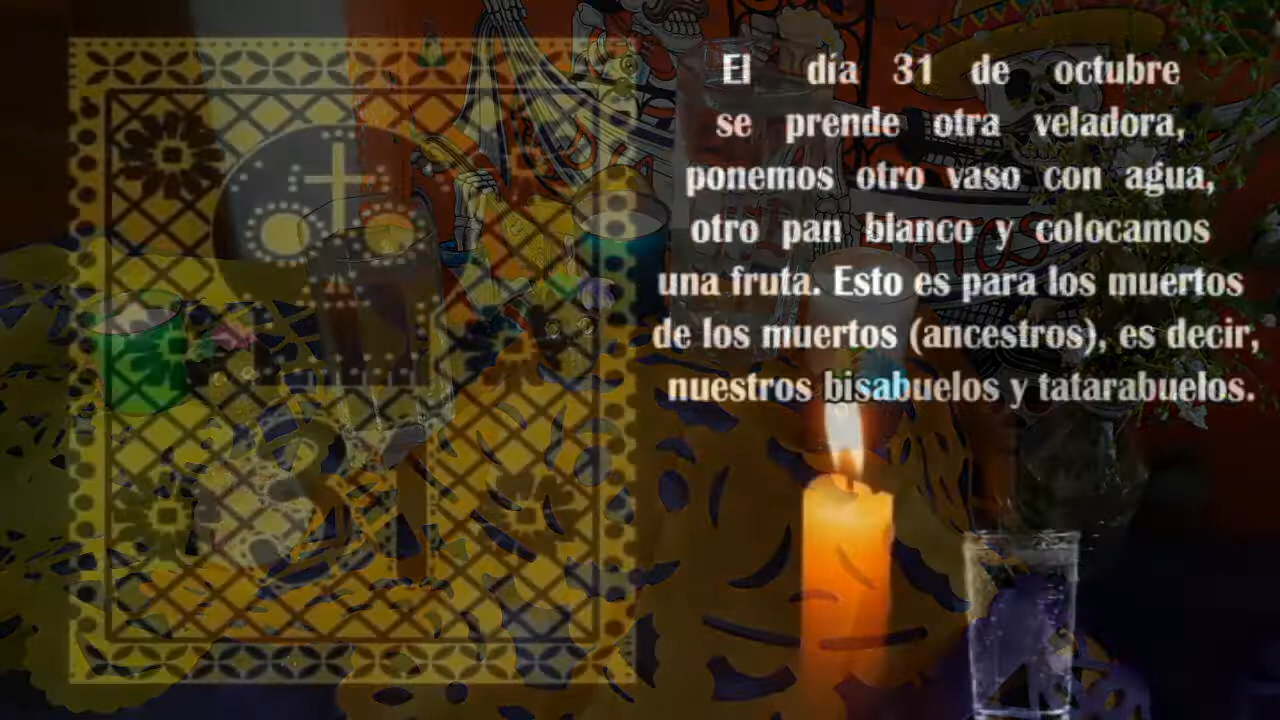 El día 31 de octubre
se prende otra veladora,
ponemos otro vaso con agua,
otro pan blanco y colocamos
una fruta. Esto es para los muertos
de los muertos (ancestros), es decir,
nuestros bisabuelos y tatarabuelos.
31